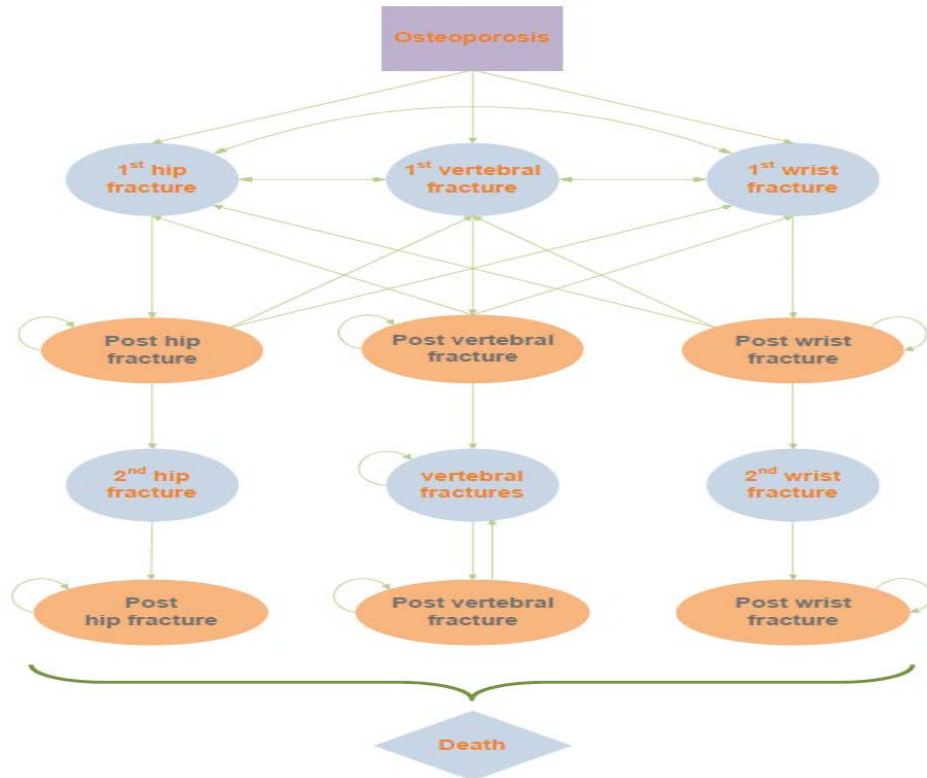 Osteoporosis
1st hip
fracture
1st vertebral
fracture
1st wrist
fracture
Post hip
fracture
Post vertebral
fracture
Post wrist
fracture
2nd hip
fracture
vertebral
fractures
2nd wrist
fracture
Post
hip fracture
Post vertebral
fracture
Post wrist
fracture
Death